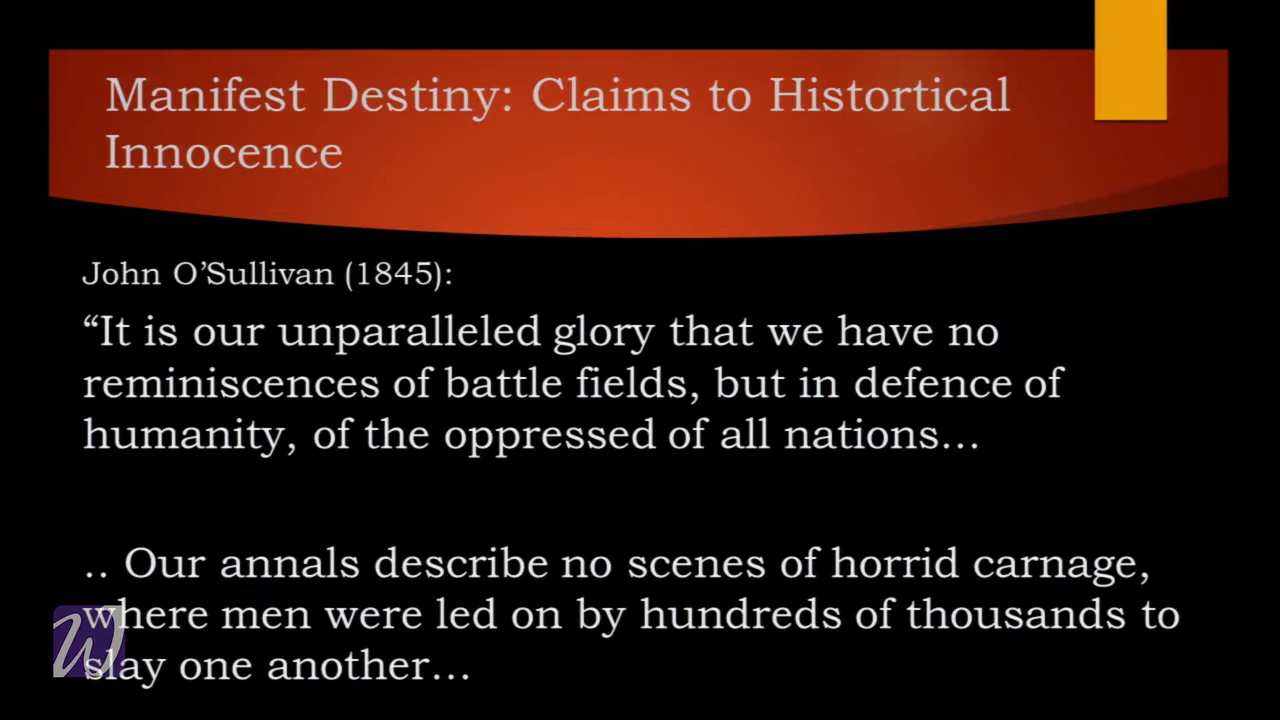 Manifest Destiny: Claims to Histortical
Innocence
John O’Sullivan (1845):
“It is our unparalleled glory that we have no
reminiscences of battle fields, but in defence of
humanity, of the oppressed of all nations…
.. Our annals describe no scenes of horrid carnage,
where men were led on by hundreds of thousands to
slay one another…
W